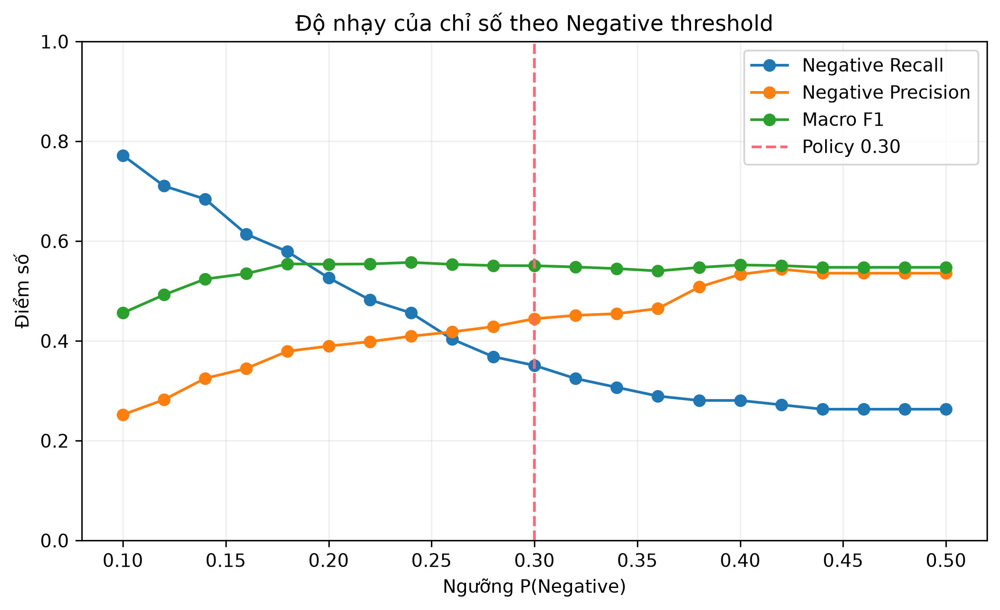 Độ nhạy của chỉ số theo Negative threshold
Điểm số
1.0
0.8
0.6
0.4
0.2
0.0
Negative Recall
Negative Precision
Macro F1
Policy 0.30
0.10 0.15 0.20 0.25 0.30 0.35 0.40 0.45 0.50
Ngưỡng P(Negative)